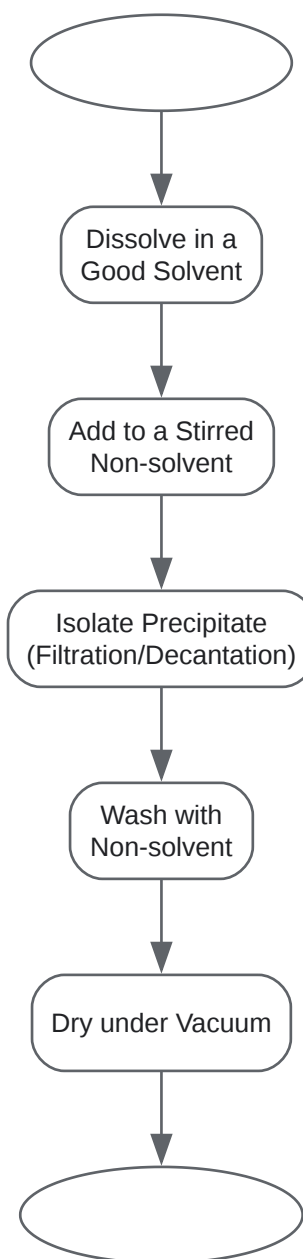 Dissolve in a
Good Solvent
Add to a Stirred
Non-solvent
Isolate Precipitate
(Filtration/Decantation)
Wash with
Non-solvent
Dry under Vacuum